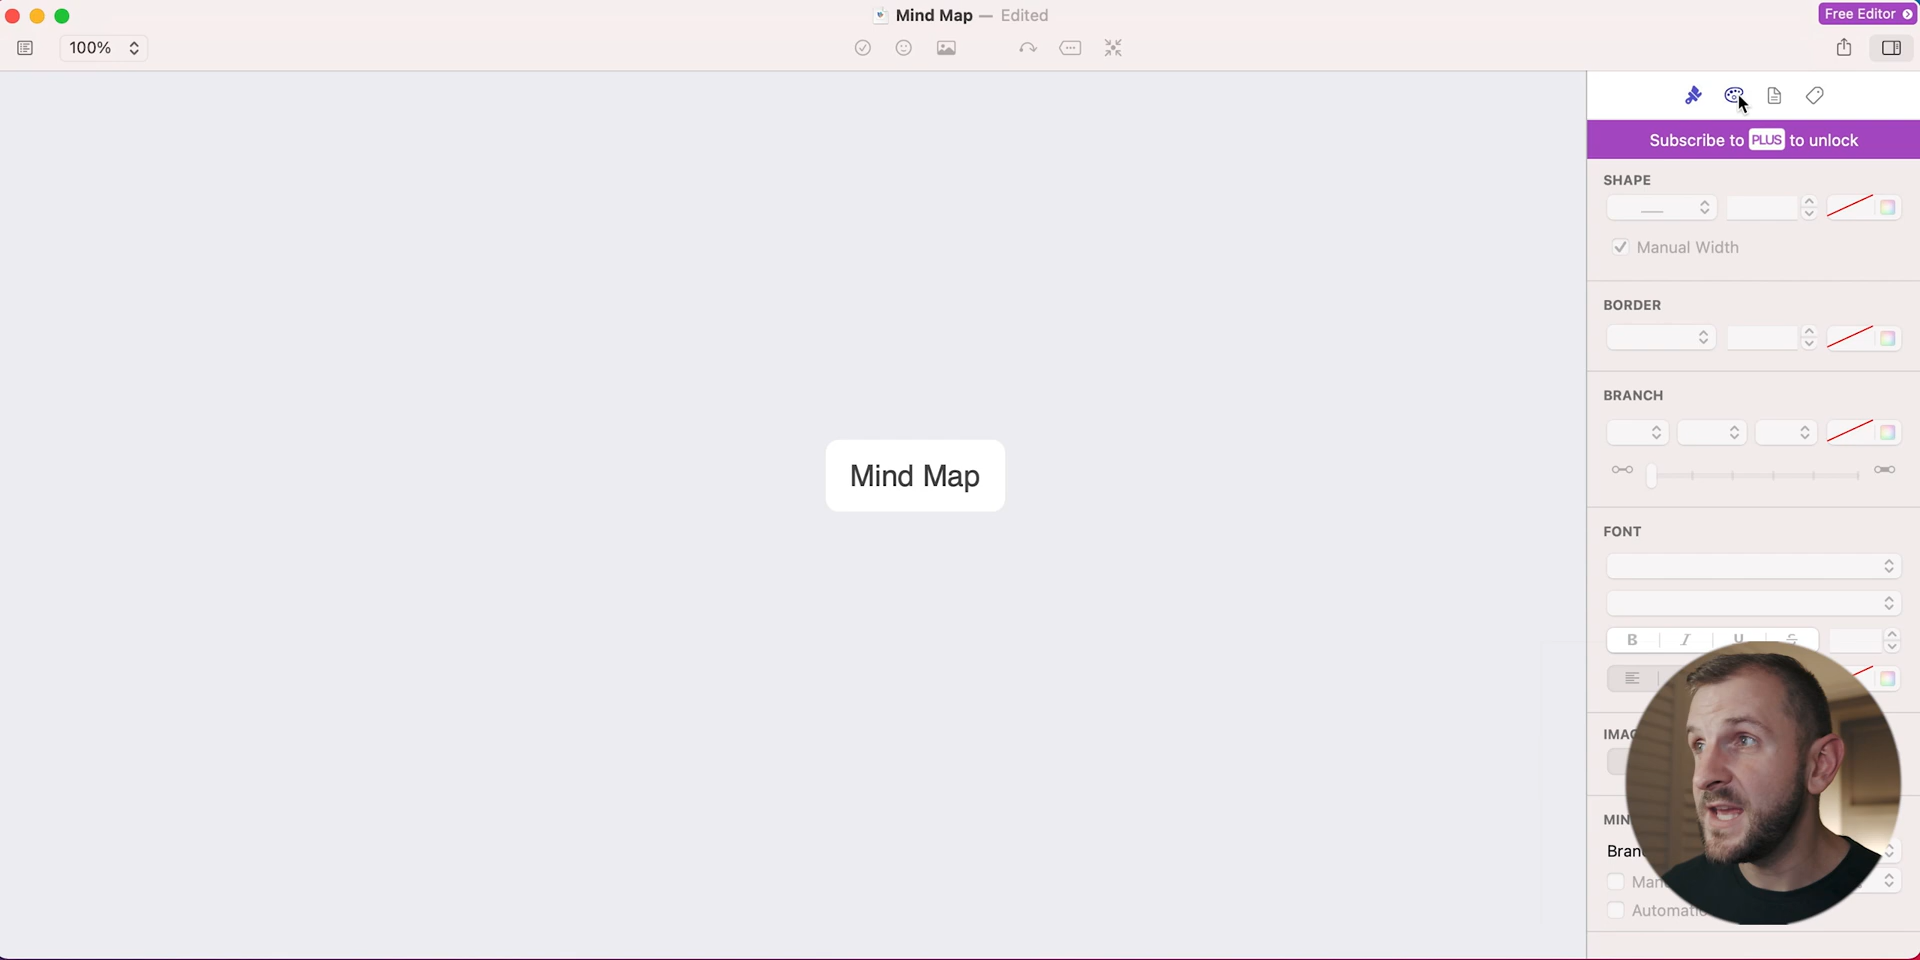 Mind Map — Edited
Free Editor
100%
Subscribe to PLUS to unlock
SHAPE
Manual Width
BORDER
BRANCH
Mind Map
FONT
B I U S